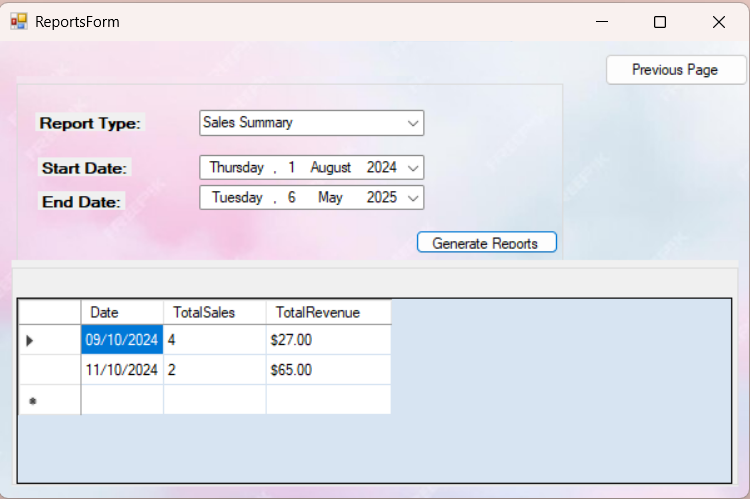 ReportsForm
Previous Page
Report Type:
Sales Summary
Start Date:
Thursday , 1 August 2024
End Date:
Tuesday , 6 May 2025
Generate Reports
Date TotalSales TotalRevenue
09/10/2024 4 $27.00
11/10/2024 2 $65.00